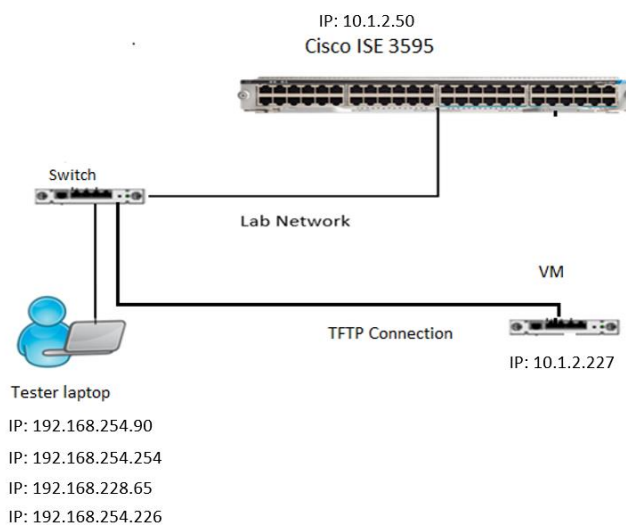 IP: 10.1.2.50
Cisco ISE 3595
Switch
Lab Network
VM
TFTP Connection
IP: 10.1.2.227
Tester laptop
IP: 192.168.254.90
IP: 192.168.254.254
IP: 192.168.228.65
IP: 192.168.254.226